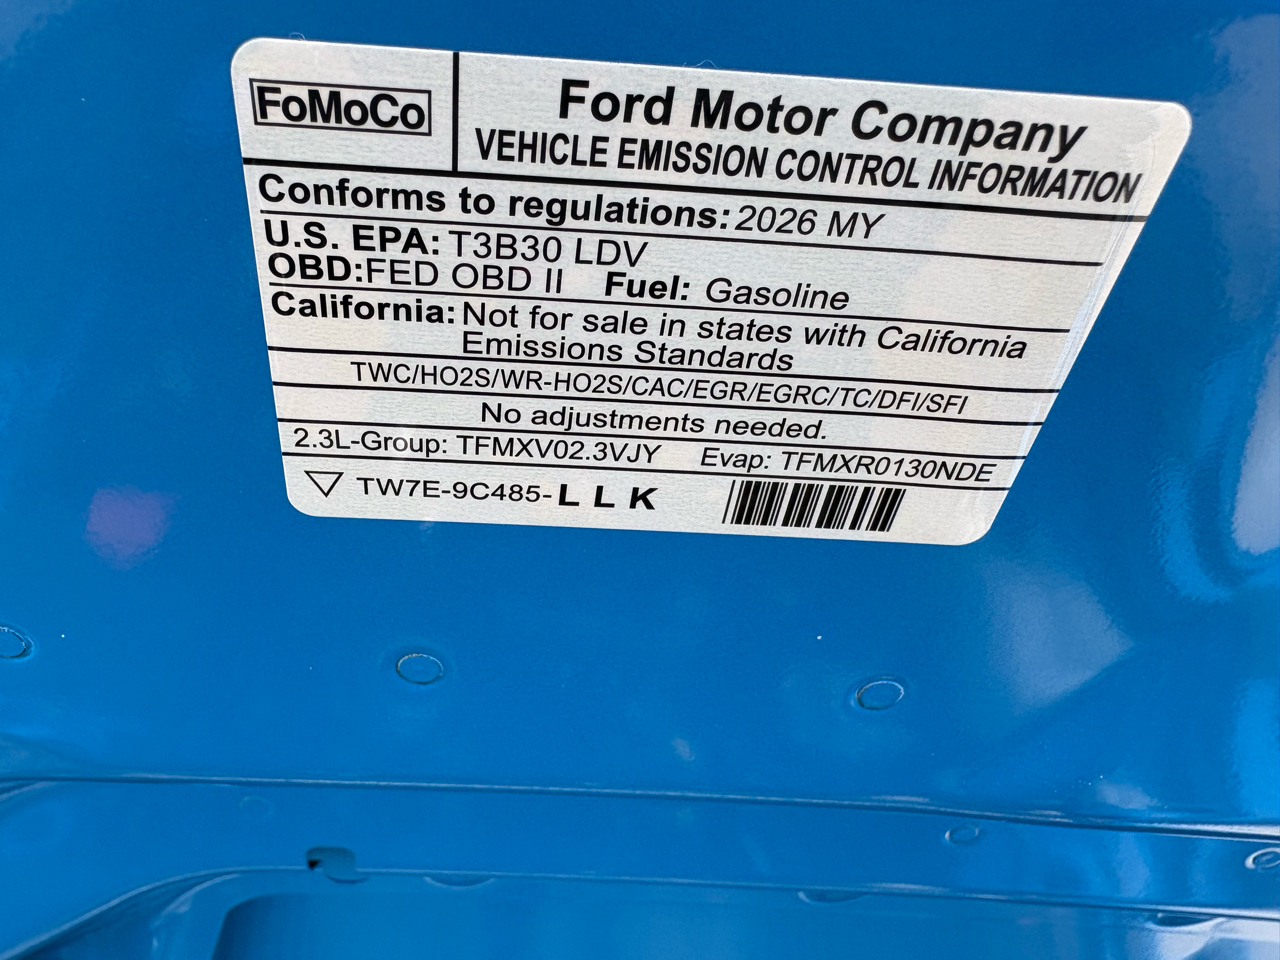 FoMoCo
Ford Motor Company
VEHICLE EMISSION CONTROL INFORMATION
Conforms to regulations: 2026 MY
U.S. EPA: T3B30 LDV
OBD:FED OBD II Fuel: Gasoline
California: Not for sale in states with California
Emissions Standards
TWC/HO2S/WR-HO2S/CAC/EGR/EGRC/TC/DFI/SFI
No adjustments needed.
2.3L-Group: TFMXV02.3VJY Evap: TFMXR0130NDE
TW7E-9C485-L L K